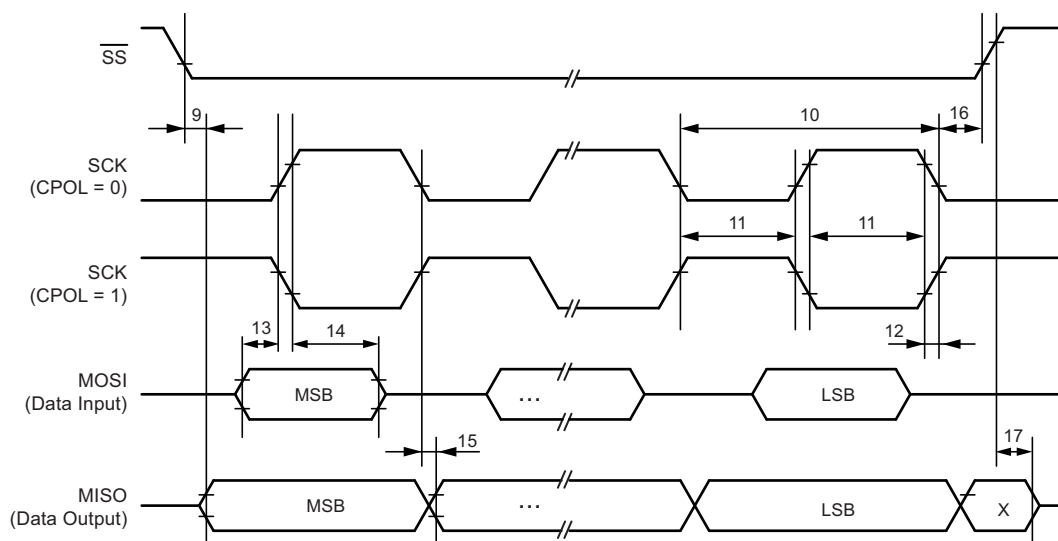 SS
9
10
16
SCK
(CPOL = 0)
11
11
SCK
(CPOL = 1)
13
14
12
MOSI
(Data Input)
MSB
...
LSB
15
17
MISO
(Data Output)
MSB
...
LSB
X